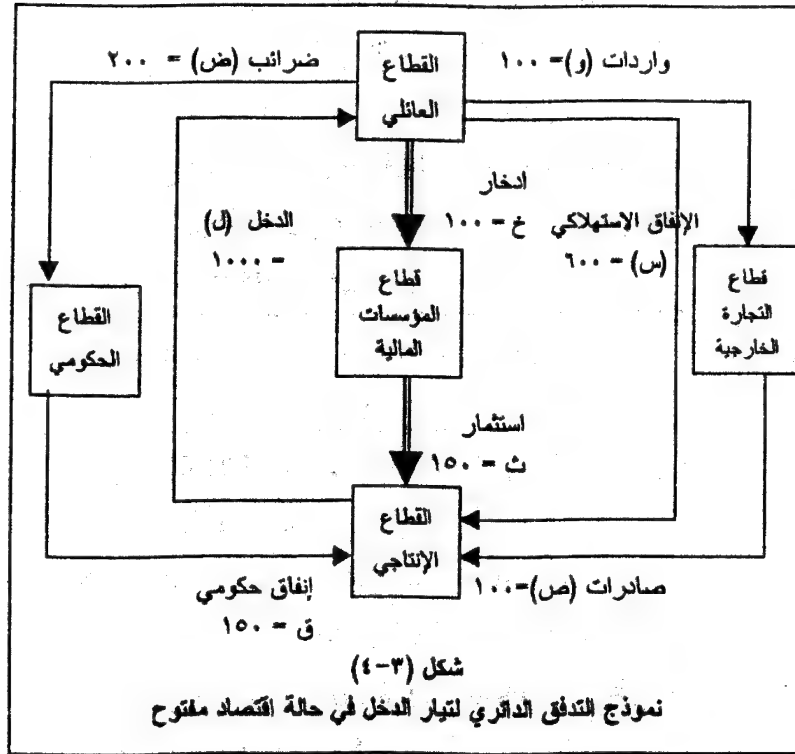 ضرائب (ض) = ٢٠٠
القطاع
العائلي
واردات (و)= ١٠٠
ادخار
خ = ١٠٠
الدخل (ل)
= ١٠٠٠
الإنفاق الاستهلاكي
(س) = ٦٠٠
القطاع
الحكومي
قطاع
المؤسسات
المالية
قطاع
التجارة
الخارجية
استثمار
ث = ١٥٠
القطاع
الإنتاجي
إنفاق حكومي
ق = ١٥٠
صادرات (ص)=١٠٠
شكل (٣-٤)
نموذج التدفق الدائري لتيار الدخل في حالة اقتصاد مفتوح